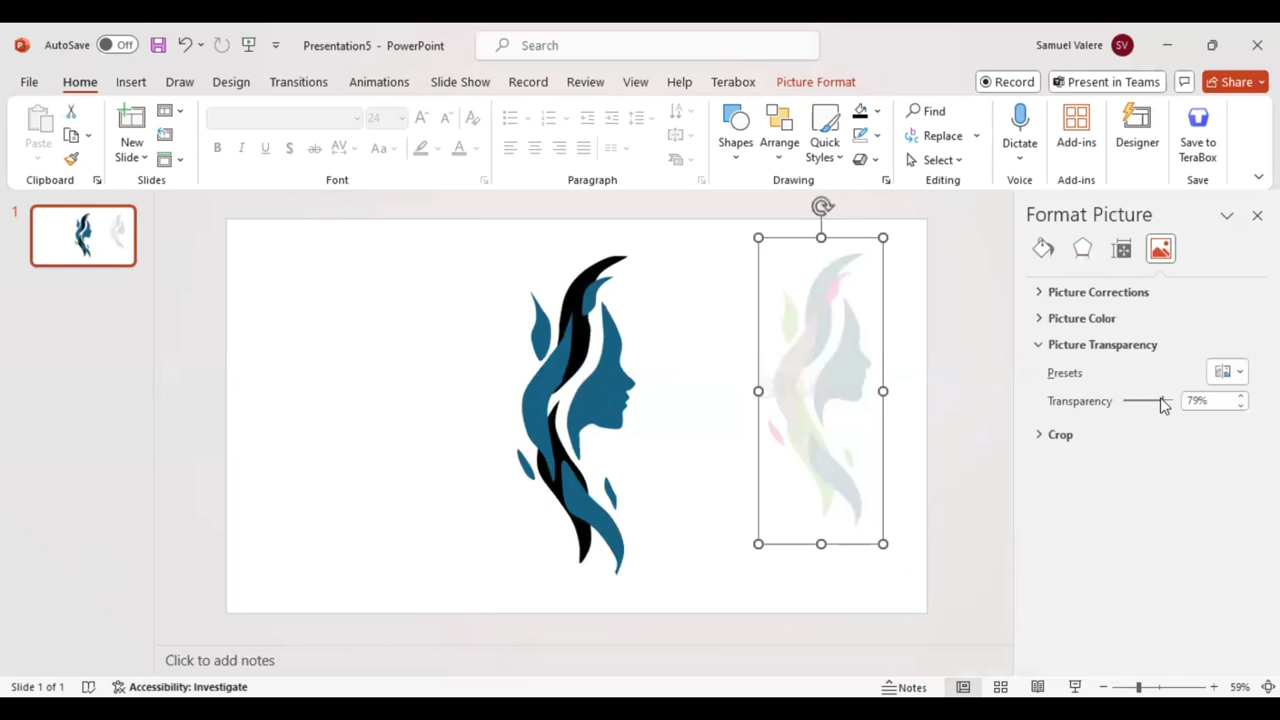 AutoSave Off Presentation5 - PowerPoint Search Samuel Valere SV
File Home Insert Draw Design Transitions Animations Slide Show Record Review View Help Terabox Picture Format Record Present in Teams Share
Paste New Slide 24 Shapes Arrange Quick Styles Find Replace Select Dictate Add-ins Designer Save to TeraBox
B I U S ab AV Aa A
Clipboard Slides Font Paragraph Drawing Editing Voice Add-ins Save
1
Format Picture
Picture Corrections
Picture Color
Picture Transparency
Presets
Transparency 79%
Crop
Click to add notes
Slide 1 of 1 Accessibility: Investigate Notes 59%